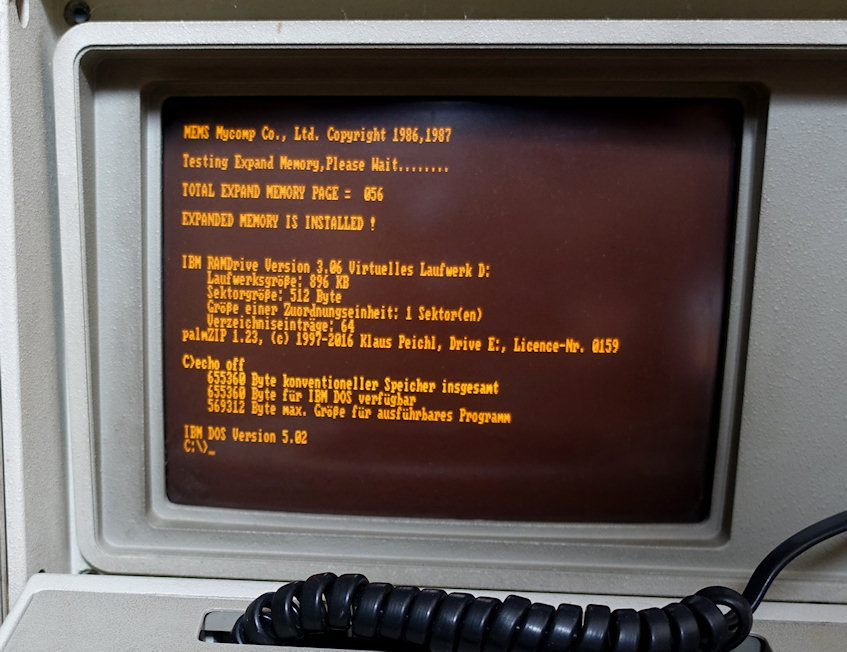 MEMS Mycomp Co., Ltd. Copyright 1986,1987
Testing Expand Memory,Please Wait........
TOTAL EXPAND MEMORY PAGE =  056
EXPANDED MEMORY IS INSTALLED !
IBM RAMDrive Version 3.06 Virtuelles Laufwerk D:
Laufwerksgröße: 896 KB
Sektorgröße: 512 Byte
Größe einer Zuordnungseinheit: 1 Sektor(en)
Verzeichniseinträge: 64
palmZIP 1.23, (c) 1997-2016 Klaus Peichl, Drive E:, Licence-Nr. 0159
C>echo off
655360 Byte konventioneller Speicher insgesamt
655360 Byte für IBM DOS verfügbar
569312 Byte max. Größe für ausführbares Programm
IBM DOS Version 5.02
C:\>_